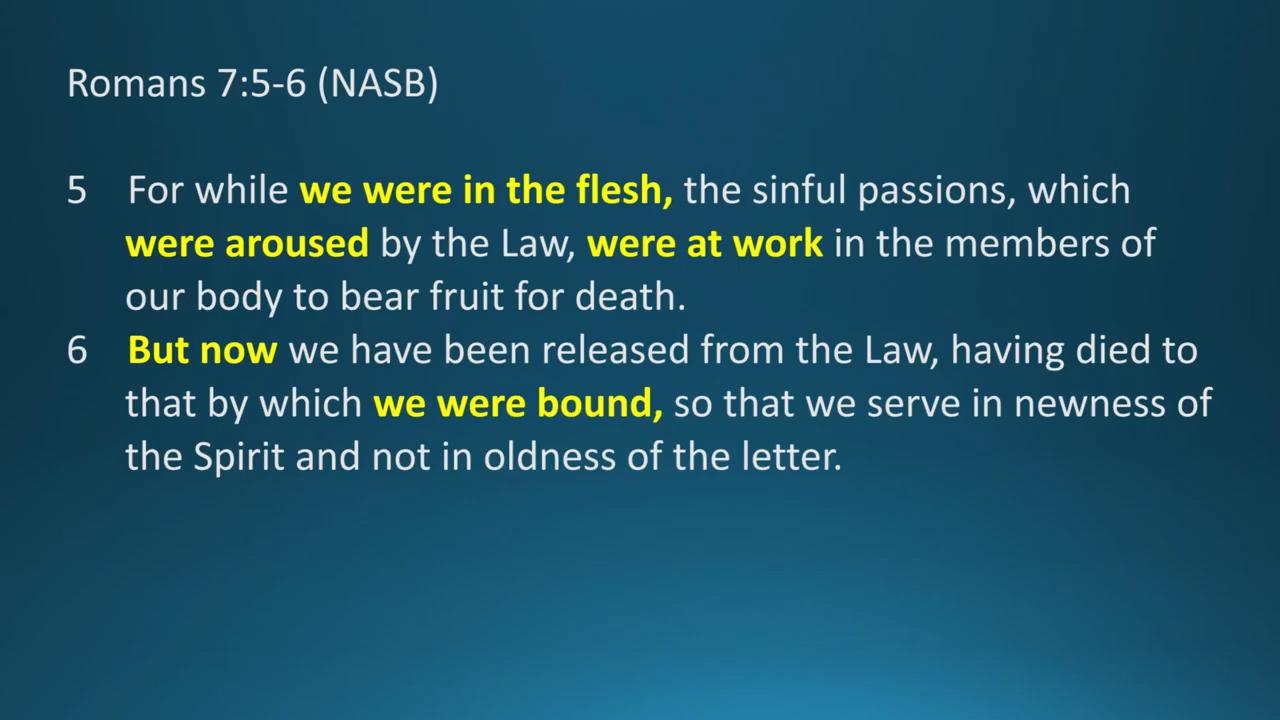 Romans 7:5-6 (NASB)
5 For while we were in the flesh, the sinful passions, which
were aroused by the Law, were at work in the members of
our body to bear fruit for death.
6 But now we have been released from the Law, having died to
that by which we were bound, so that we serve in newness of
the Spirit and not in oldness of the letter.